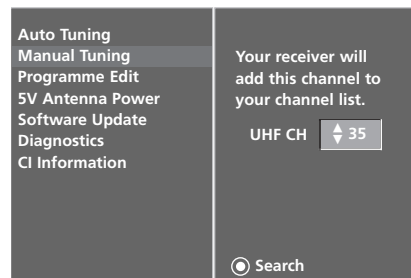 Auto Tuning
Manual Tuning
Programme Edit
5V Antenna Power
Software Update
Diagnostics
CI Information
Your receiver will
add this channel to
your channel list.
UHF CH 35
Search